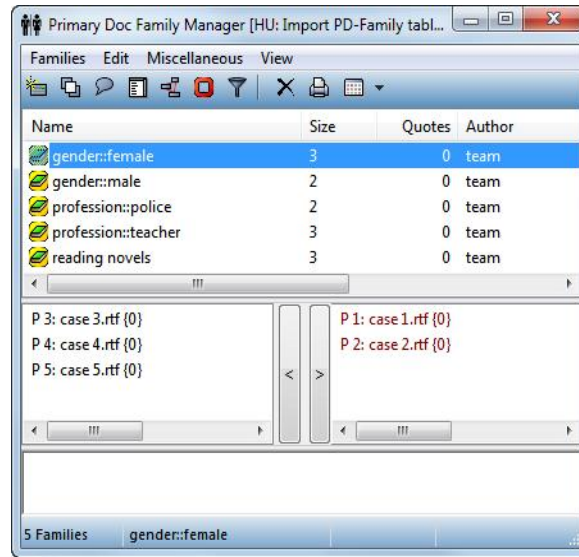 Primary Doc Family Manager [HU: Import PD-Family tabl...
Families Edit Miscellaneous View
Name Size Quotes Author
gender::female 3 0 team
gender::male 2 0 team
profession::police 2 0 team
profession::teacher 3 0 team
reading novels 3 0 team
P 3: case 3.rtf {0}
P 4: case 4.rtf {0}
P 5: case 5.rtf {0}
< >
P 1: case 1.rtf {0}
P 2: case 2.rtf {0}
5 Families gender::female